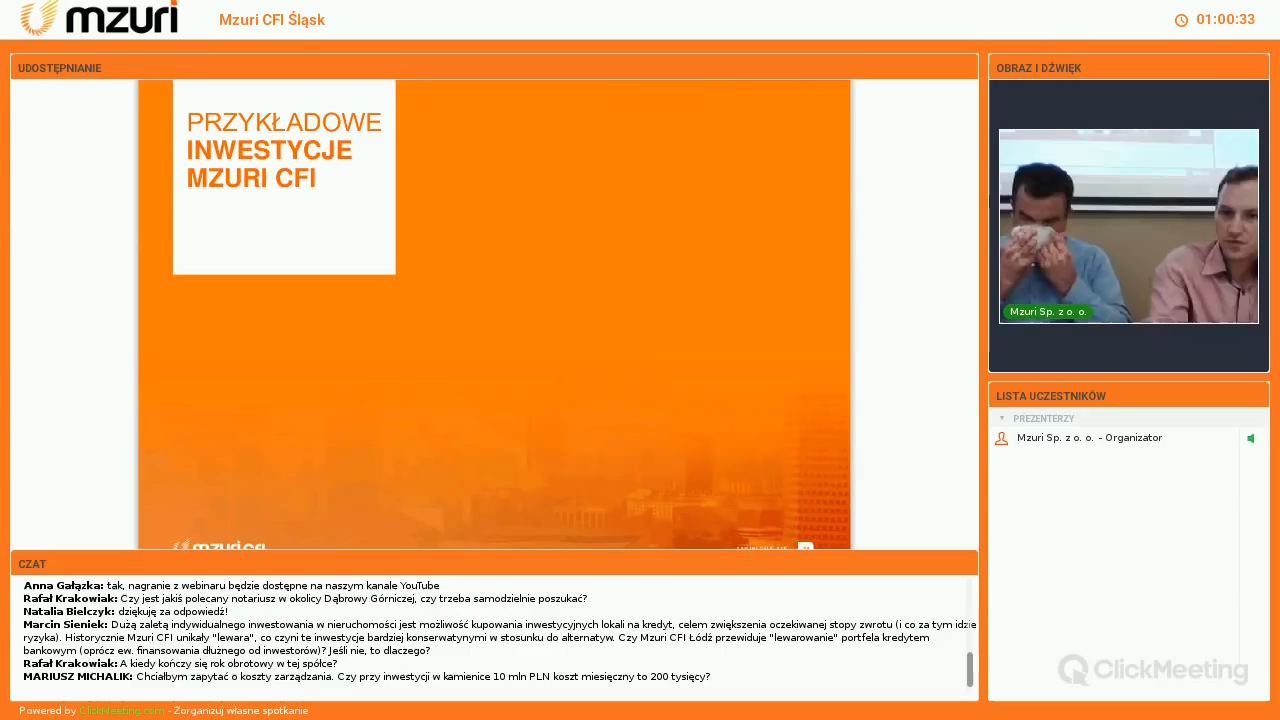 mzuri
Mzuri CFI Śląsk
01:00:33
UDOSTĘPNIANIE
PRZYKŁADOWE
INWESTYCJE
MZURI CFI
mzuri cfi
OBRAZ I DŹWIĘK
Mzuri Sp. z o. o.
LISTA UCZESTNIKÓW
PREZENTERZY
Mzuri Sp. z o. o. - Organizator
ClickMeeting
CZAT
Anna Gałązka: tak, nagranie z webinaru będzie dostępne na naszym kanale YouTube
Rafał Krakowiak: Czy jest jakiś polecany notariusz w okolicy Dąbrowy Górniczej, czy trzeba samodzielnie poszukać?
Natalia Bielczyk: dziękuję za odpowiedź!
Marcin Sieniek: Dużą zaletą indywidualnego inwestowania w nieruchomości jest możliwość kupowania inwestycyjnych lokali na kredyt, celem zwiększenia oczekiwanej stopy zwrotu (i co za tym idzie
ryzyka). Historycznie Mzuri CFI unikały "lewara", co czyni te inwestycje bardziej konserwatynymi w stosunku do alternatyw. Czy Mzuri CFI Łódź przewiduje "lewarowanie" portfela kredytem
bankowym (oprócz ew. finansowania dłużnego od inwestorów)? Jeśli nie, to dlaczego?
Rafał Krakowiak: A kiedy kończy się rok obrotowy w tej spółce?
MARIUSZ MICHALIK: Chciałbym zapytać o koszty zarządzania. Czy przy inwestycji w kamienice 10 mln PLN koszt miesięczny to 200 tysięcy?
Powered by ClickMeeting.com - Zorganizuj własne spotkanie